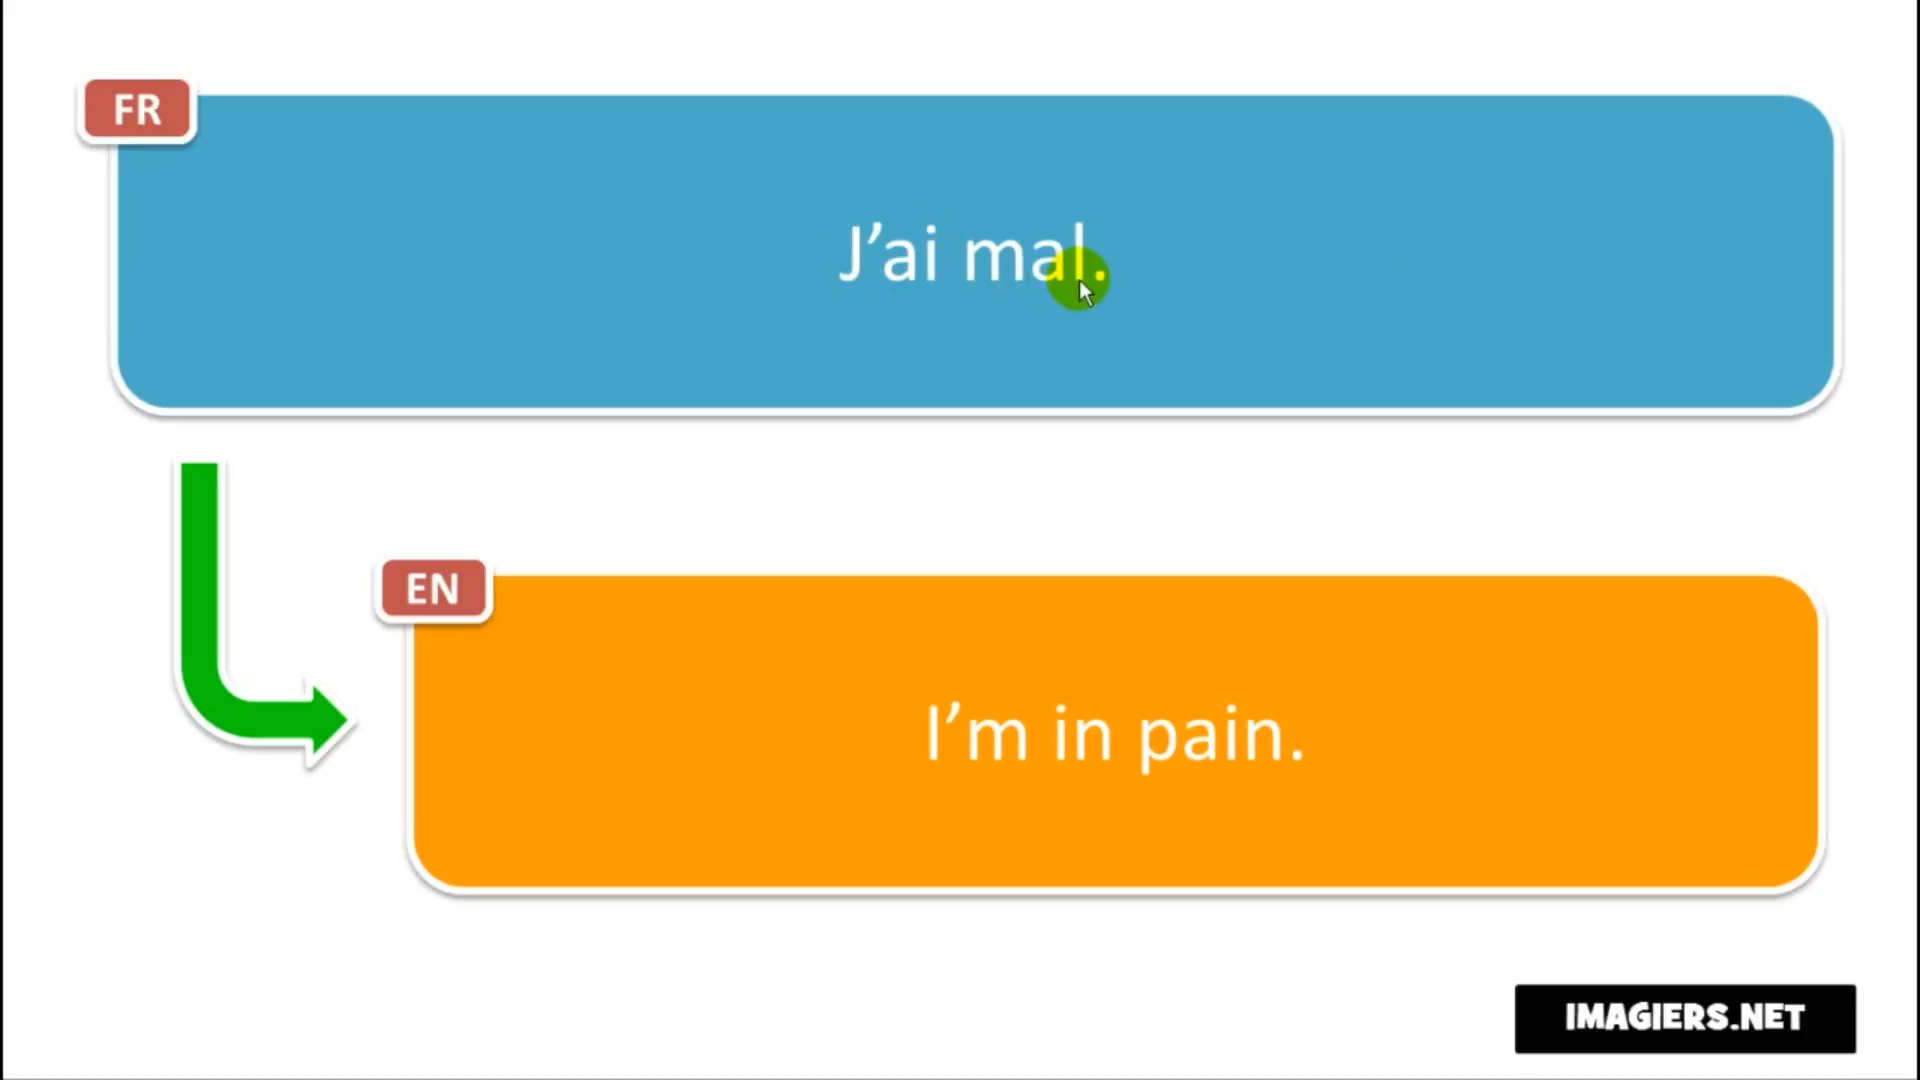 FR
J’ai mal.
EN
I’m in pain.
IMAGIERS.NET